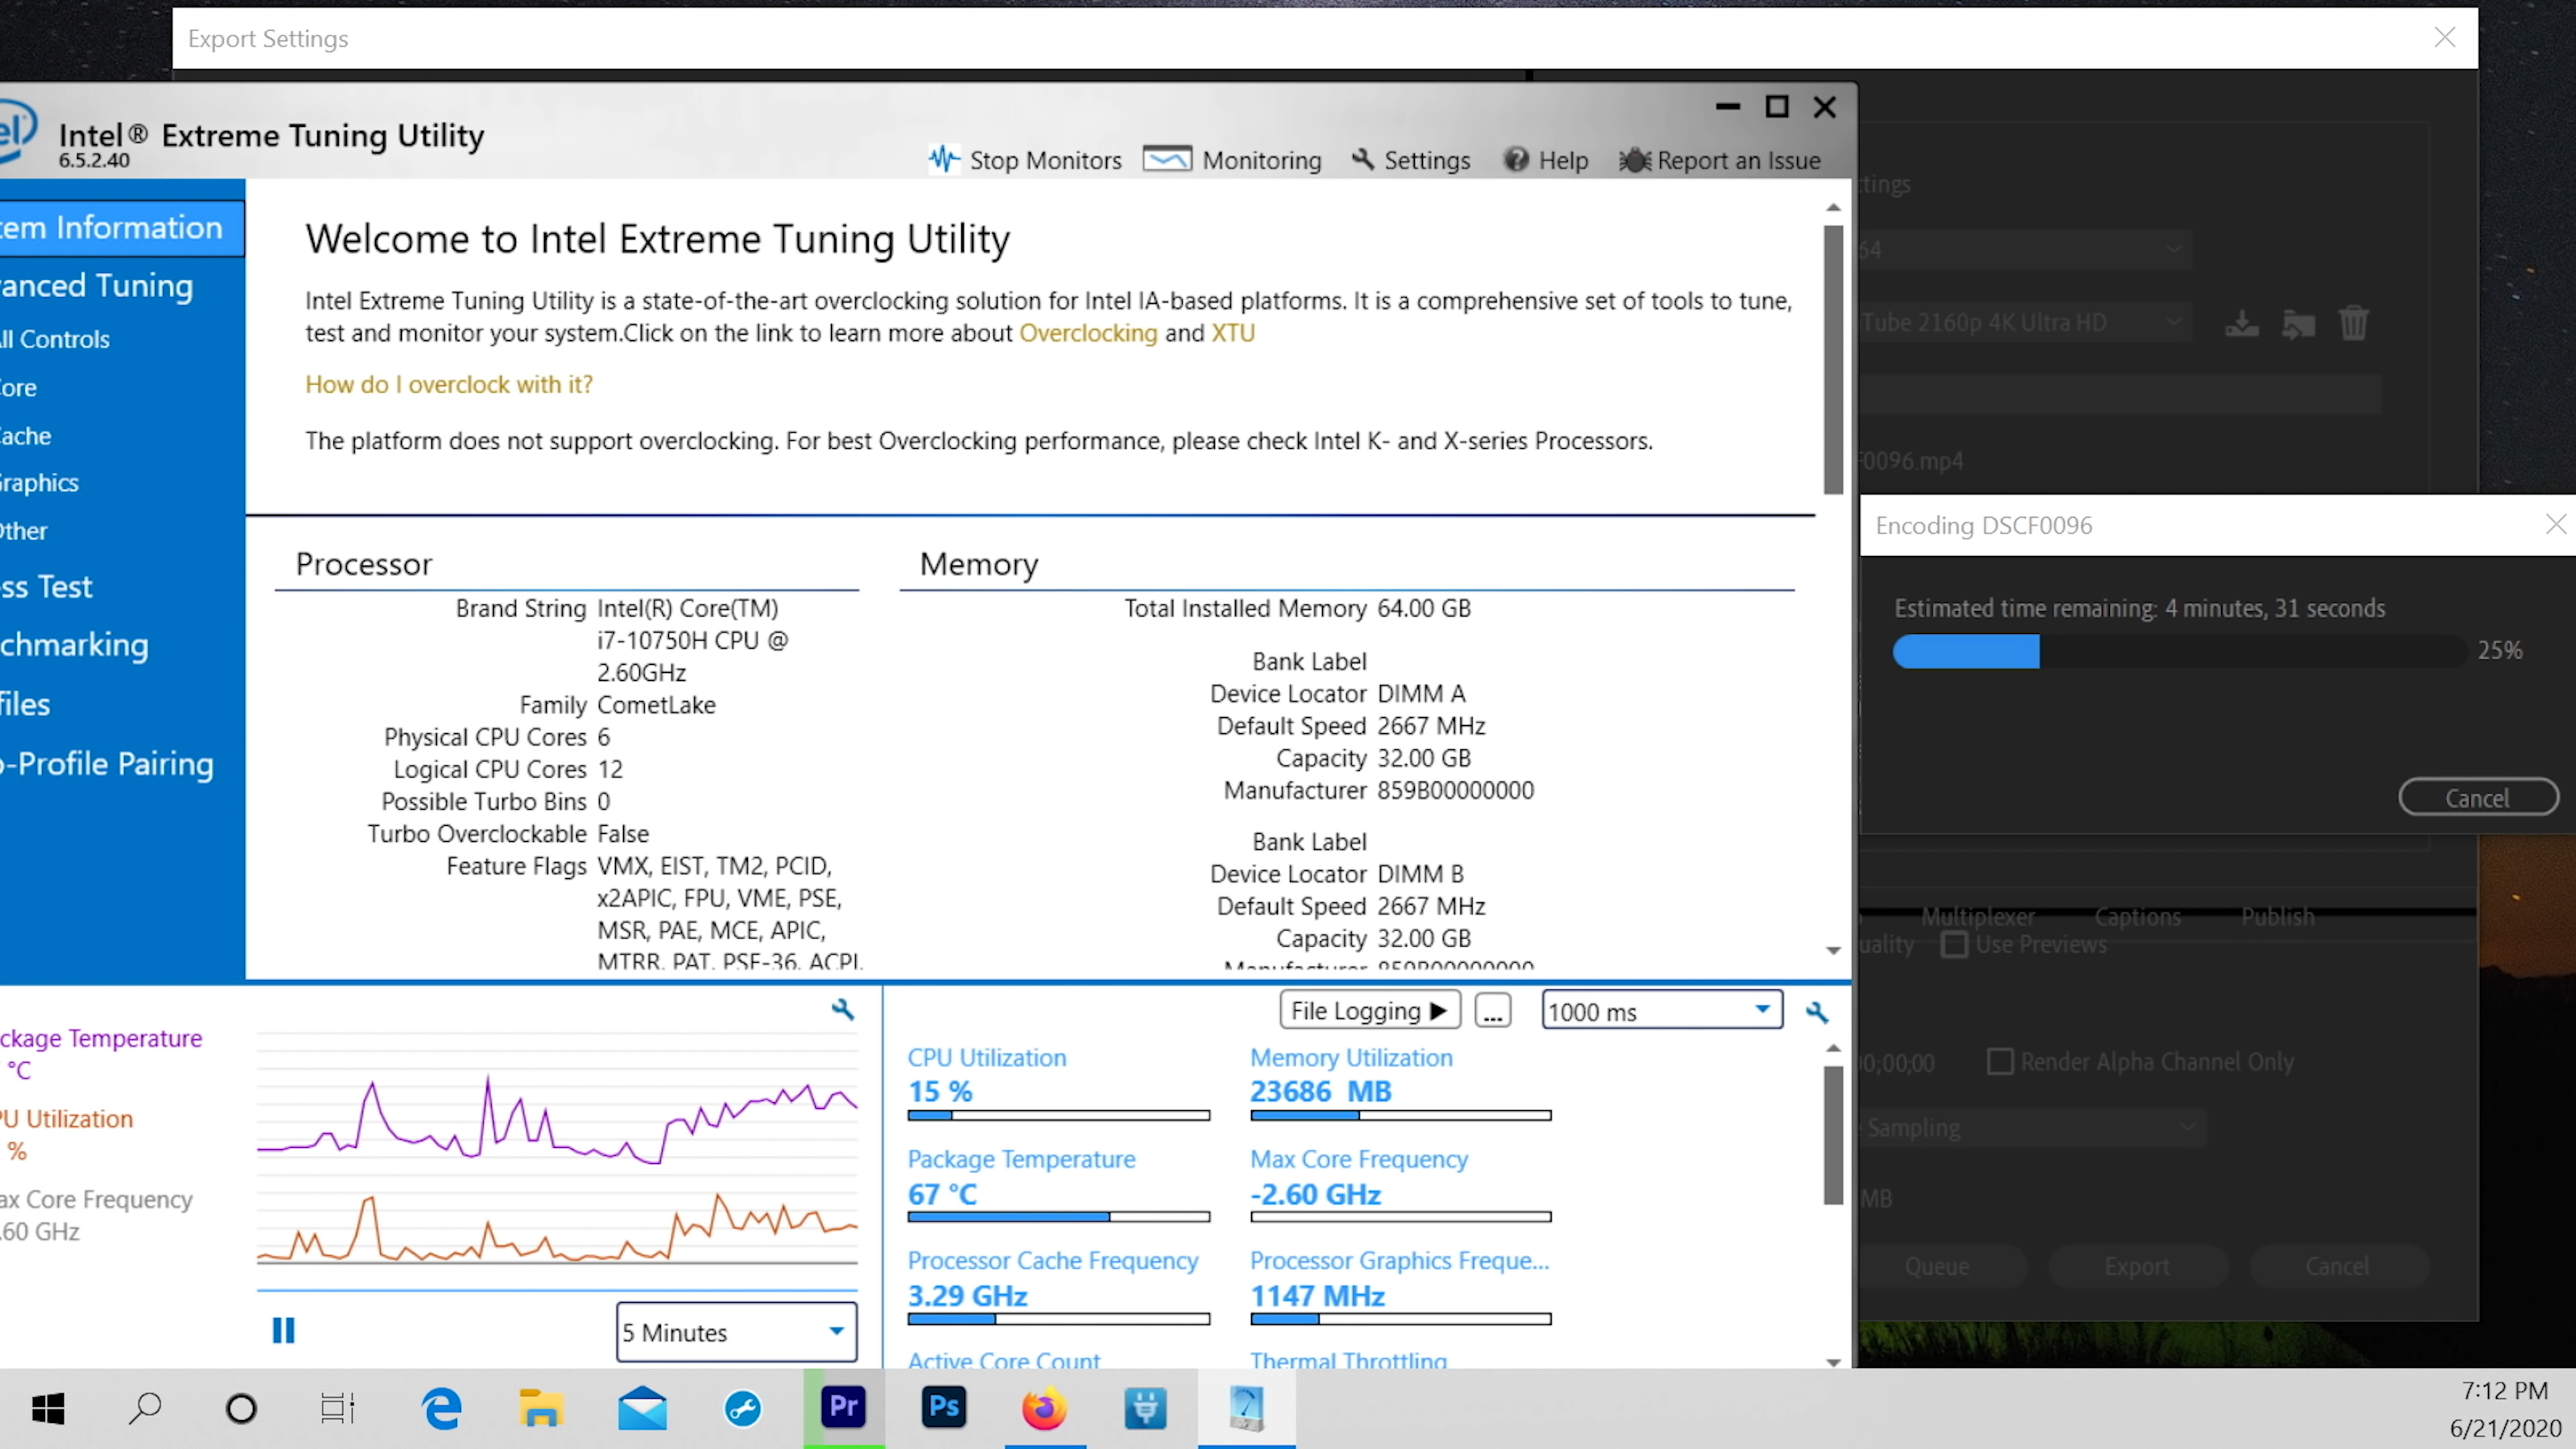 Export Settings
Intel® Extreme Tuning Utility
6.5.2.40
Stop Monitors
Monitoring
Settings
Help
Report an Issue
tem Information
anced Tuning
ll Controls
ore
ache
raphics
ther
ss Test
chmarking
files
-Profile Pairing
Welcome to Intel Extreme Tuning Utility
Intel Extreme Tuning Utility is a state-of-the-art overclocking solution for Intel IA-based platforms. It is a comprehensive set of tools to tune,
test and monitor your system.Click on the link to learn more about Overclocking and XTU
How do I overclock with it?
The platform does not support overclocking. For best Overclocking performance, please check Intel K- and X-series Processors.
Processor
Brand String Intel(R) Core(TM)
i7-10750H CPU @
2.60GHz
Family CometLake
Physical CPU Cores 6
Logical CPU Cores 12
Possible Turbo Bins 0
Turbo Overclockable False
Feature Flags VMX, EIST, TM2, PCID,
x2APIC, FPU, VME, PSE,
MSR, PAE, MCE, APIC,
MTRR, PAT, PSE-36, ACPI,
Memory
Total Installed Memory 64.00 GB
Bank Label
Device Locator DIMM A
Default Speed 2667 MHz
Capacity 32.00 GB
Manufacturer 859B00000000
Bank Label
Device Locator DIMM B
Default Speed 2667 MHz
Capacity 32.00 GB
Manufacturer 859B00000000
tings
64
Tube 2160p 4K Ultra HD
F0096.mp4
Encoding DSCF0096
Estimated time remaining: 4 minutes, 31 seconds
25%
Cancel
Multiplexer
Captions
Publish
uality
Use Previews
00;00
Render Alpha Channel Only
Sampling
MB
Queue
Export
Cancel
ckage Temperature
°C
PU Utilization
%
ax Core Frequency
.60 GHz
5 Minutes
File Logging
...
1000 ms
CPU Utilization
15 %
Memory Utilization
23686 MB
Package Temperature
67 °C
Max Core Frequency
-2.60 GHz
Processor Cache Frequency
3.29 GHz
Processor Graphics Freque...
1147 MHz
Active Core Count
Thermal Throttling
Pr
Ps
7:12 PM
6/21/2020